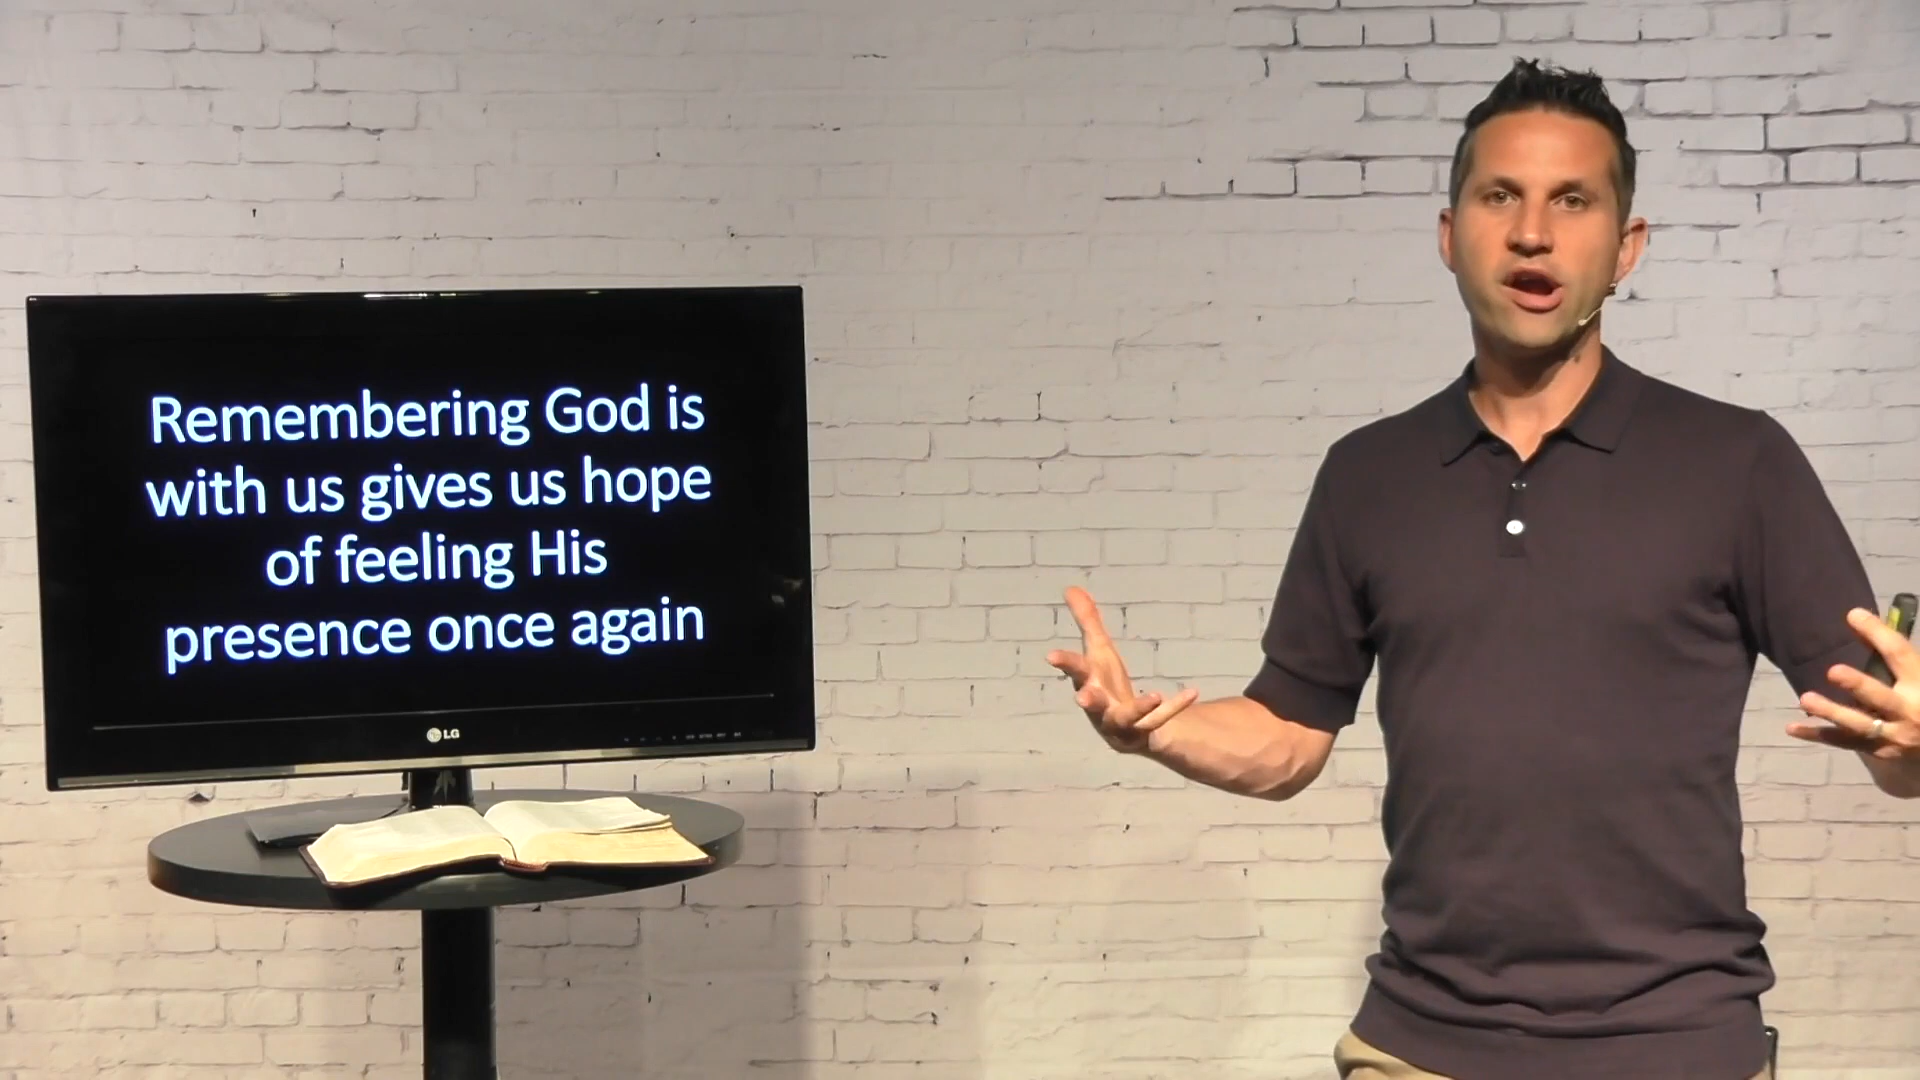 Remembering God is
with us gives us hope
of feeling His
presence once again
LG